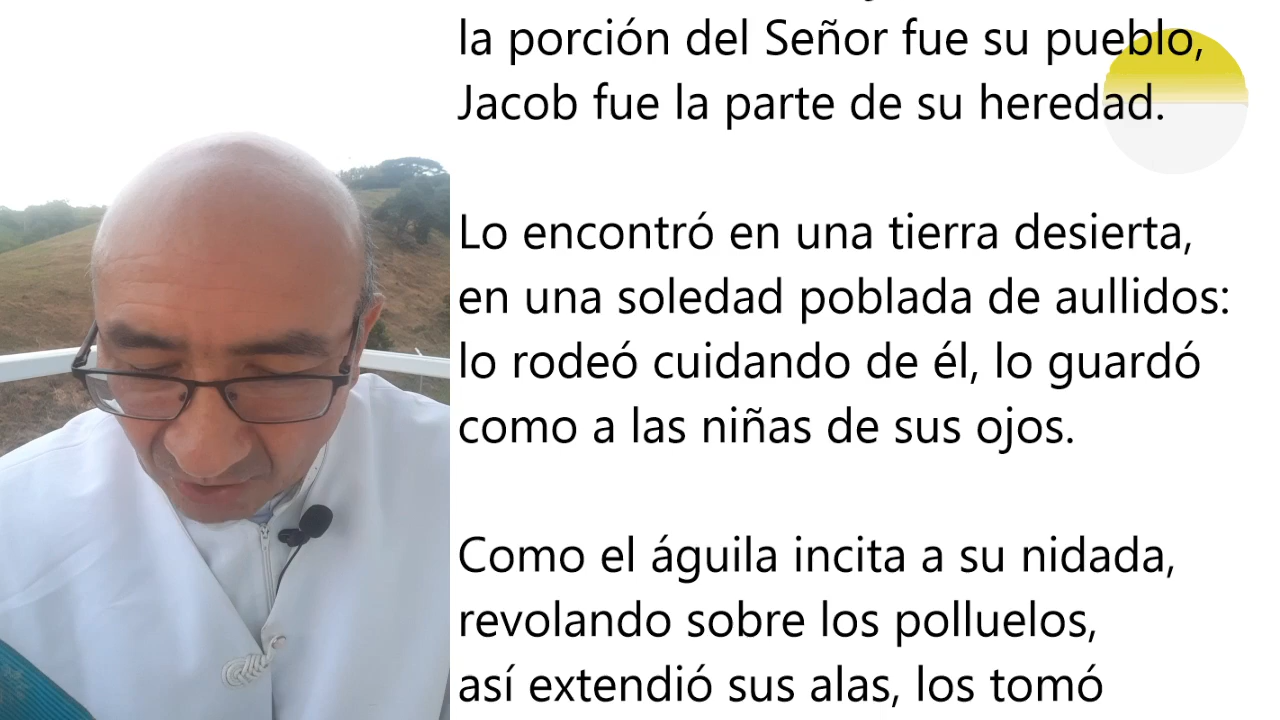 la porción del Señor fue su pueblo,
Jacob fue la parte de su heredad.
Lo encontró en una tierra desierta,
en una soledad poblada de aullidos:
lo rodeó cuidando de él, lo guardó
como a las niñas de sus ojos.
Como el águila incita a su nidada,
revolando sobre los polluelos,
así extendió sus alas, los tomó